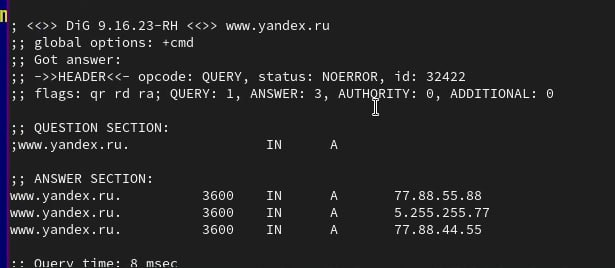 ; <<>> DiG 9.16.23-RH <<>> www.yandex.ru
;; global options: +cmd
;; Got answer:
;; ->>HEADER<<- opcode: QUERY, status: NOERROR, id: 32422
;; flags: qr rd ra; QUERY: 1, ANSWER: 3, AUTHORITY: 0, ADDITIONAL: 0
;; QUESTION SECTION:
;www.yandex.ru. IN A
;; ANSWER SECTION:
www.yandex.ru. 3600 IN A 77.88.55.88
www.yandex.ru. 3600 IN A 5.255.255.77
www.yandex.ru. 3600 IN A 77.88.44.55
;; Query time: 8 msec